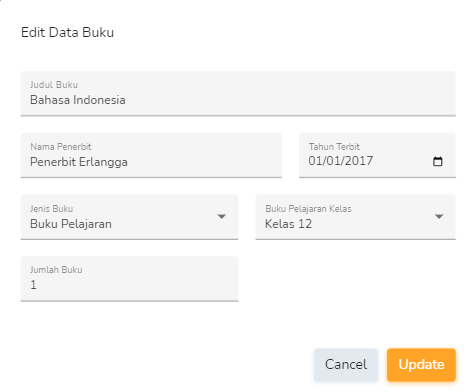 Edit Data Buku
Judul Buku
Bahasa Indonesia
Nama Penerbit
Penerbit Erlangga
Tahun Terbit
01/01/2017
Jenis Buku
Buku Pelajaran
Buku Pelajaran Kelas
Kelas 12
Jumlah Buku
1
Cancel
Update